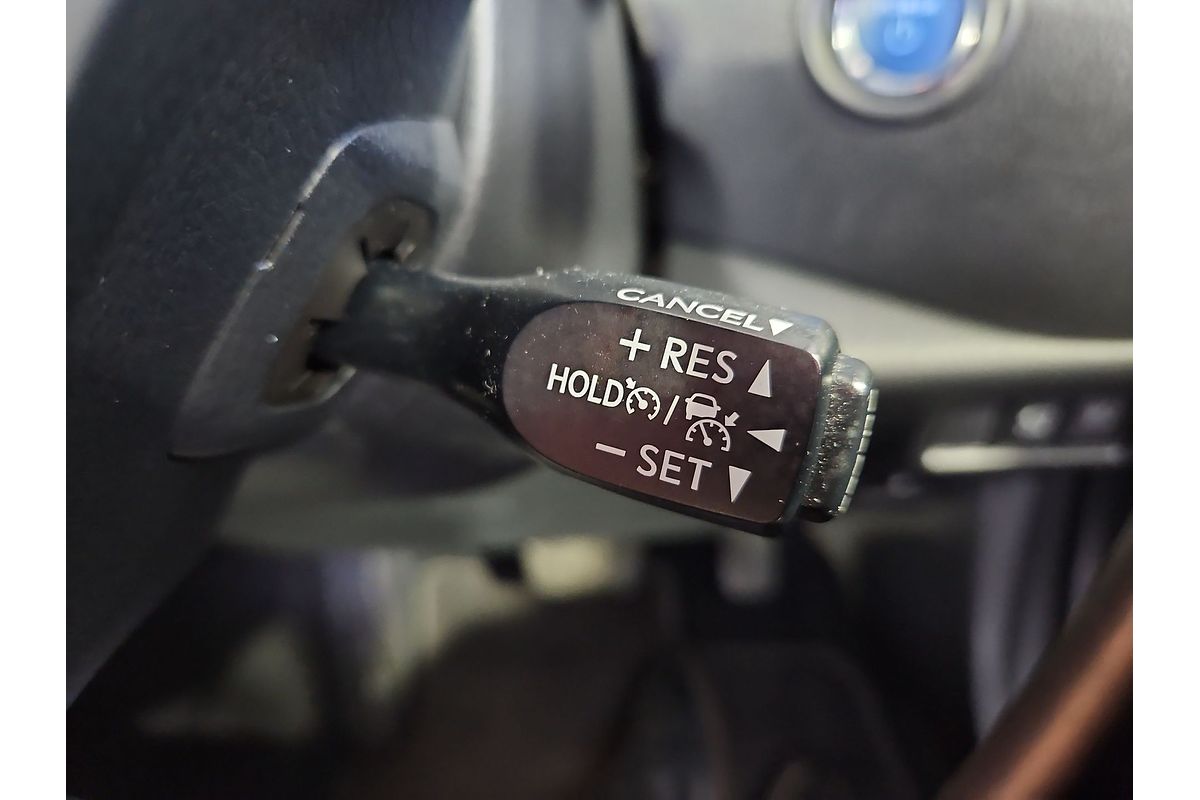 CANCEL▼
+ RES ▲
HOLD / ◀
− SET ▼